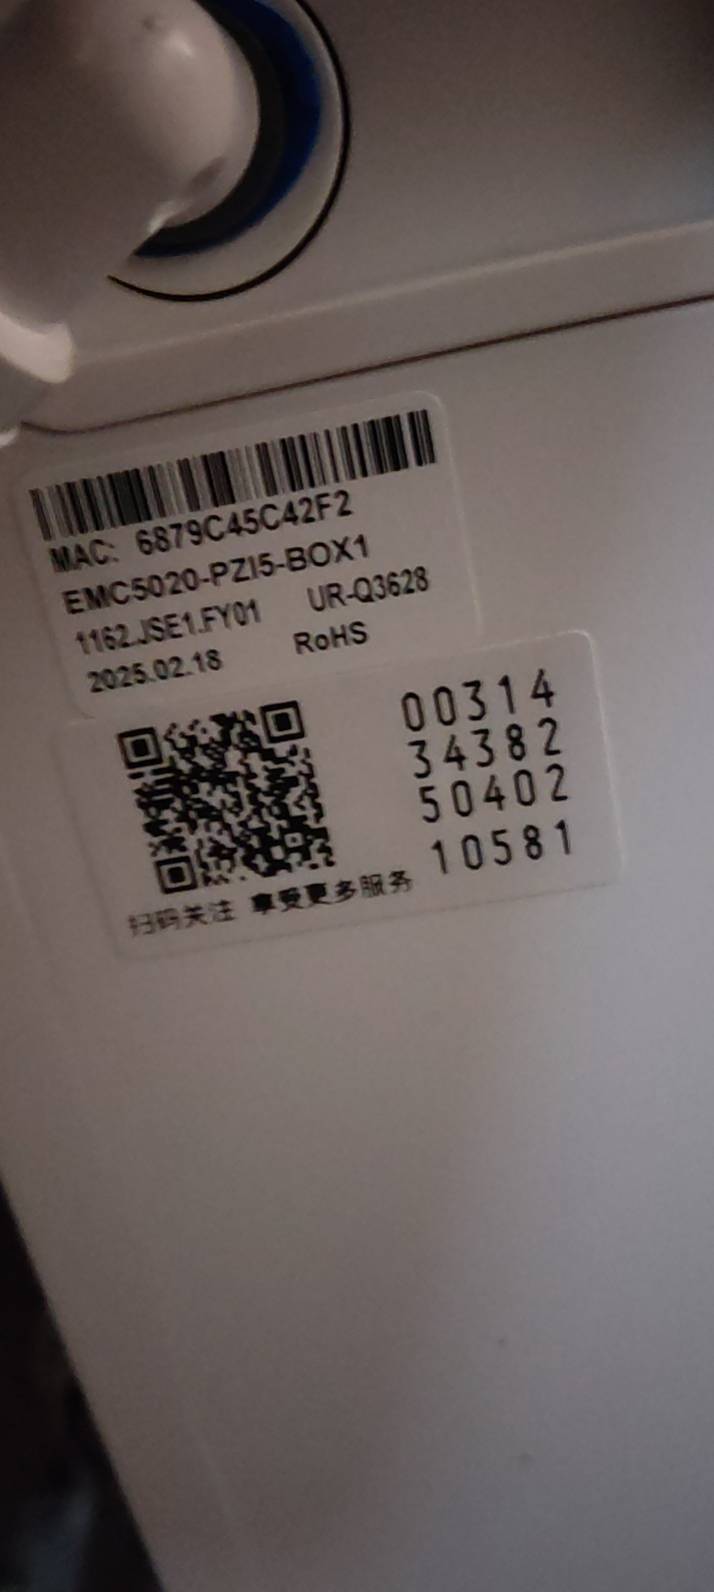 MAC: 6879C45C42F2
EMC5020-PZI5-BOX1
1162.JSE1.FY01 UR-Q3628
2025.02.18 RoHS
00314
34382
50402
10581
扫码关注 享受更多服务